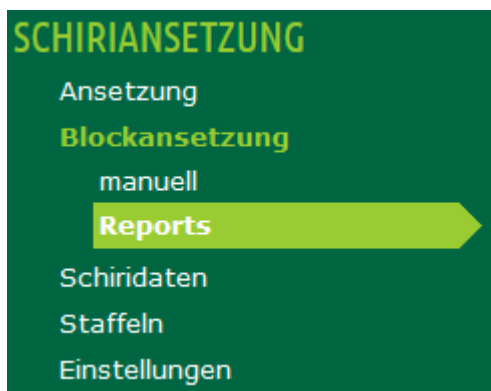 SCHIRIANSETZUNG
Ansetzung
Blockansetzung
manuell
Reports
Schiridaten
Staffeln
Einstellungen